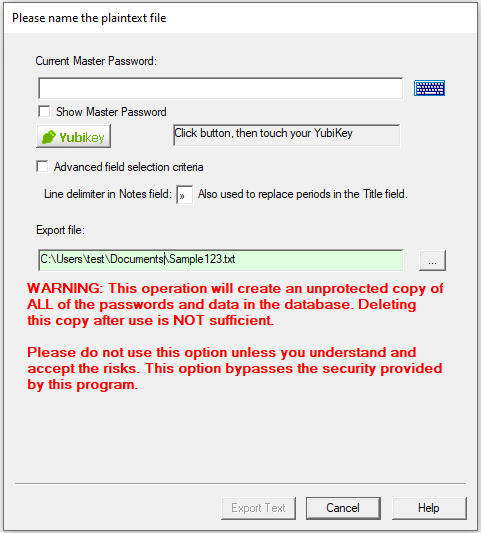 Please name the plaintext file
Current Master Password:
Show Master Password
Yubikey
Click button, then touch your YubiKey
Advanced field selection criteria
Line delimiter in Notes field: » Also used to replace periods in the Title field.
Export file:
C:\Users\test\Documents\Sample123.txt
...
WARNING: This operation will create an unprotected copy of
ALL of the passwords and data in the database. Deleting
this copy after use is NOT sufficient.
Please do not use this option unless you understand and
accept the risks. This option bypasses the security provided
by this program.
Export Text Cancel Help